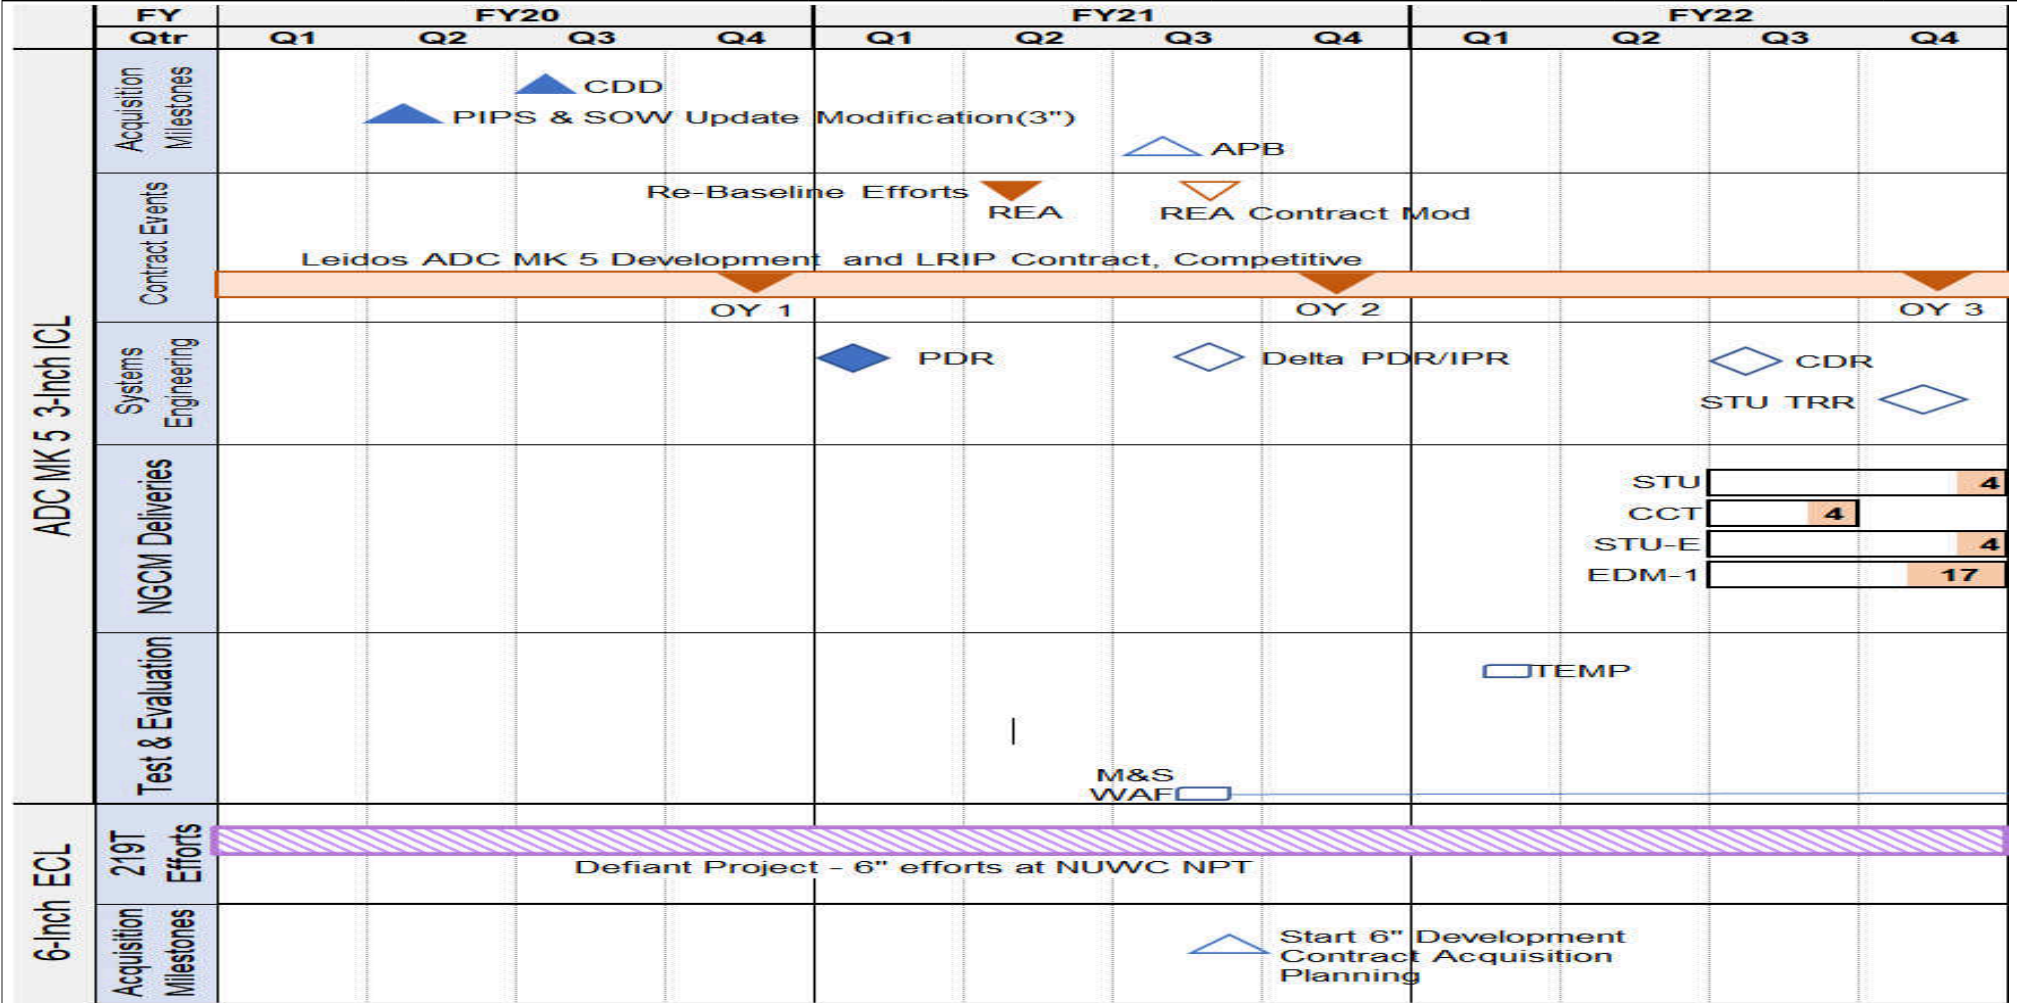 FY FY20 FY21 FY22
Qtr Q1 Q2 Q3 Q4 Q1 Q2 Q3 Q4 Q1 Q2 Q3 Q4
ADC MK 5 3-Inch ICL
Acquisition
Milestones
CDD
PIPS & SOW Update Modification(3")
APB
Contract Events
Re-Baseline Efforts
REA
REA Contract Mod
Leidos ADC MK 5 Development and LRIP Contract, Competitive
OY 1 OY 2 OY 3
Systems
Engineering
PDR Delta PDR/IPR CDR
STU TRR
NGCM Deliveries
STU 4
CCT 4
STU-E 4
EDM-1 17
Test & Evaluation
TEMP
M&S
WAF
6-Inch ECL
219T
Efforts
Defiant Project - 6" efforts at NUWC NPT
Acquisition
Milestones
Start 6" Development
Contract Acquisition
Planning